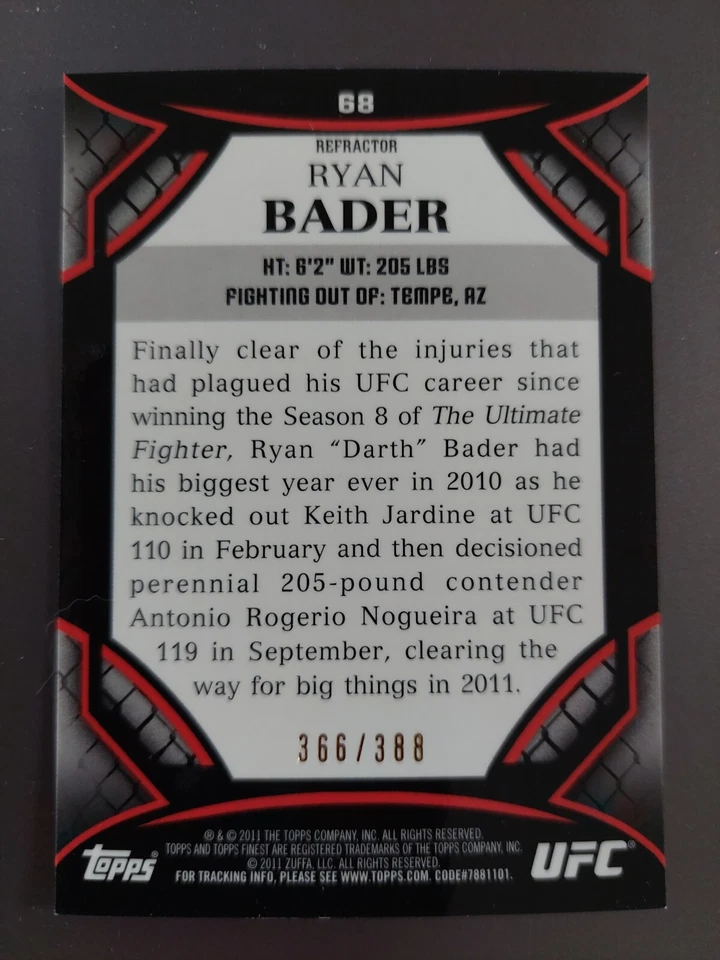 68
REFRACTOR
RYAN
BADER
HT: 6'2" WT: 205 LBS
FIGHTING OUT OF: TEMPE, AZ
Finally clear of the injuries that
had plagued his UFC career since
winning the Season 8 of The Ultimate
Fighter, Ryan “Darth” Bader had
his biggest year ever in 2010 as he
knocked out Keith Jardine at UFC
110 in February and then decisioned
perennial 205-pound contender
Antonio Rogerio Nogueira at UFC
119 in September, clearing the
way for big things in 2011.
366/388
® & © 2011 THE TOPPS COMPANY, INC. ALL RIGHTS RESERVED.
TOPPS AND TOPPS FINEST ARE REGISTERED TRADEMARKS OF THE TOPPS COMPANY, INC.
© 2011 ZUFFA, LLC. ALL RIGHTS RESERVED.
FOR TRACKING INFO, PLEASE SEE WWW.TOPPS.COM. CODE#7881101.
Topps®
UFC®